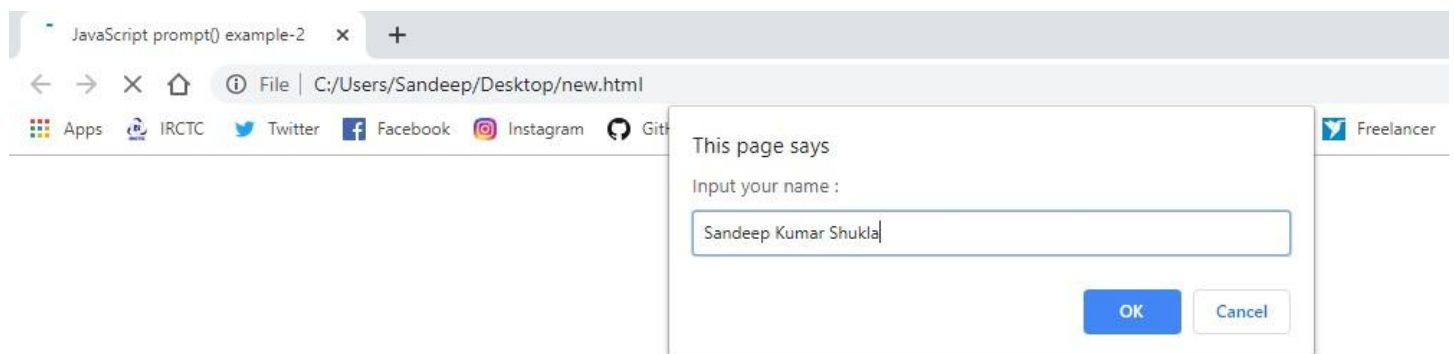 JavaScript prompt() example-2
File | C:/Users/Sandeep/Desktop/new.html
Apps IRCTC Twitter Facebook Instagram Freelancer
This page says
Input your name :
Sandeep Kumar Shukla
OK Cancel